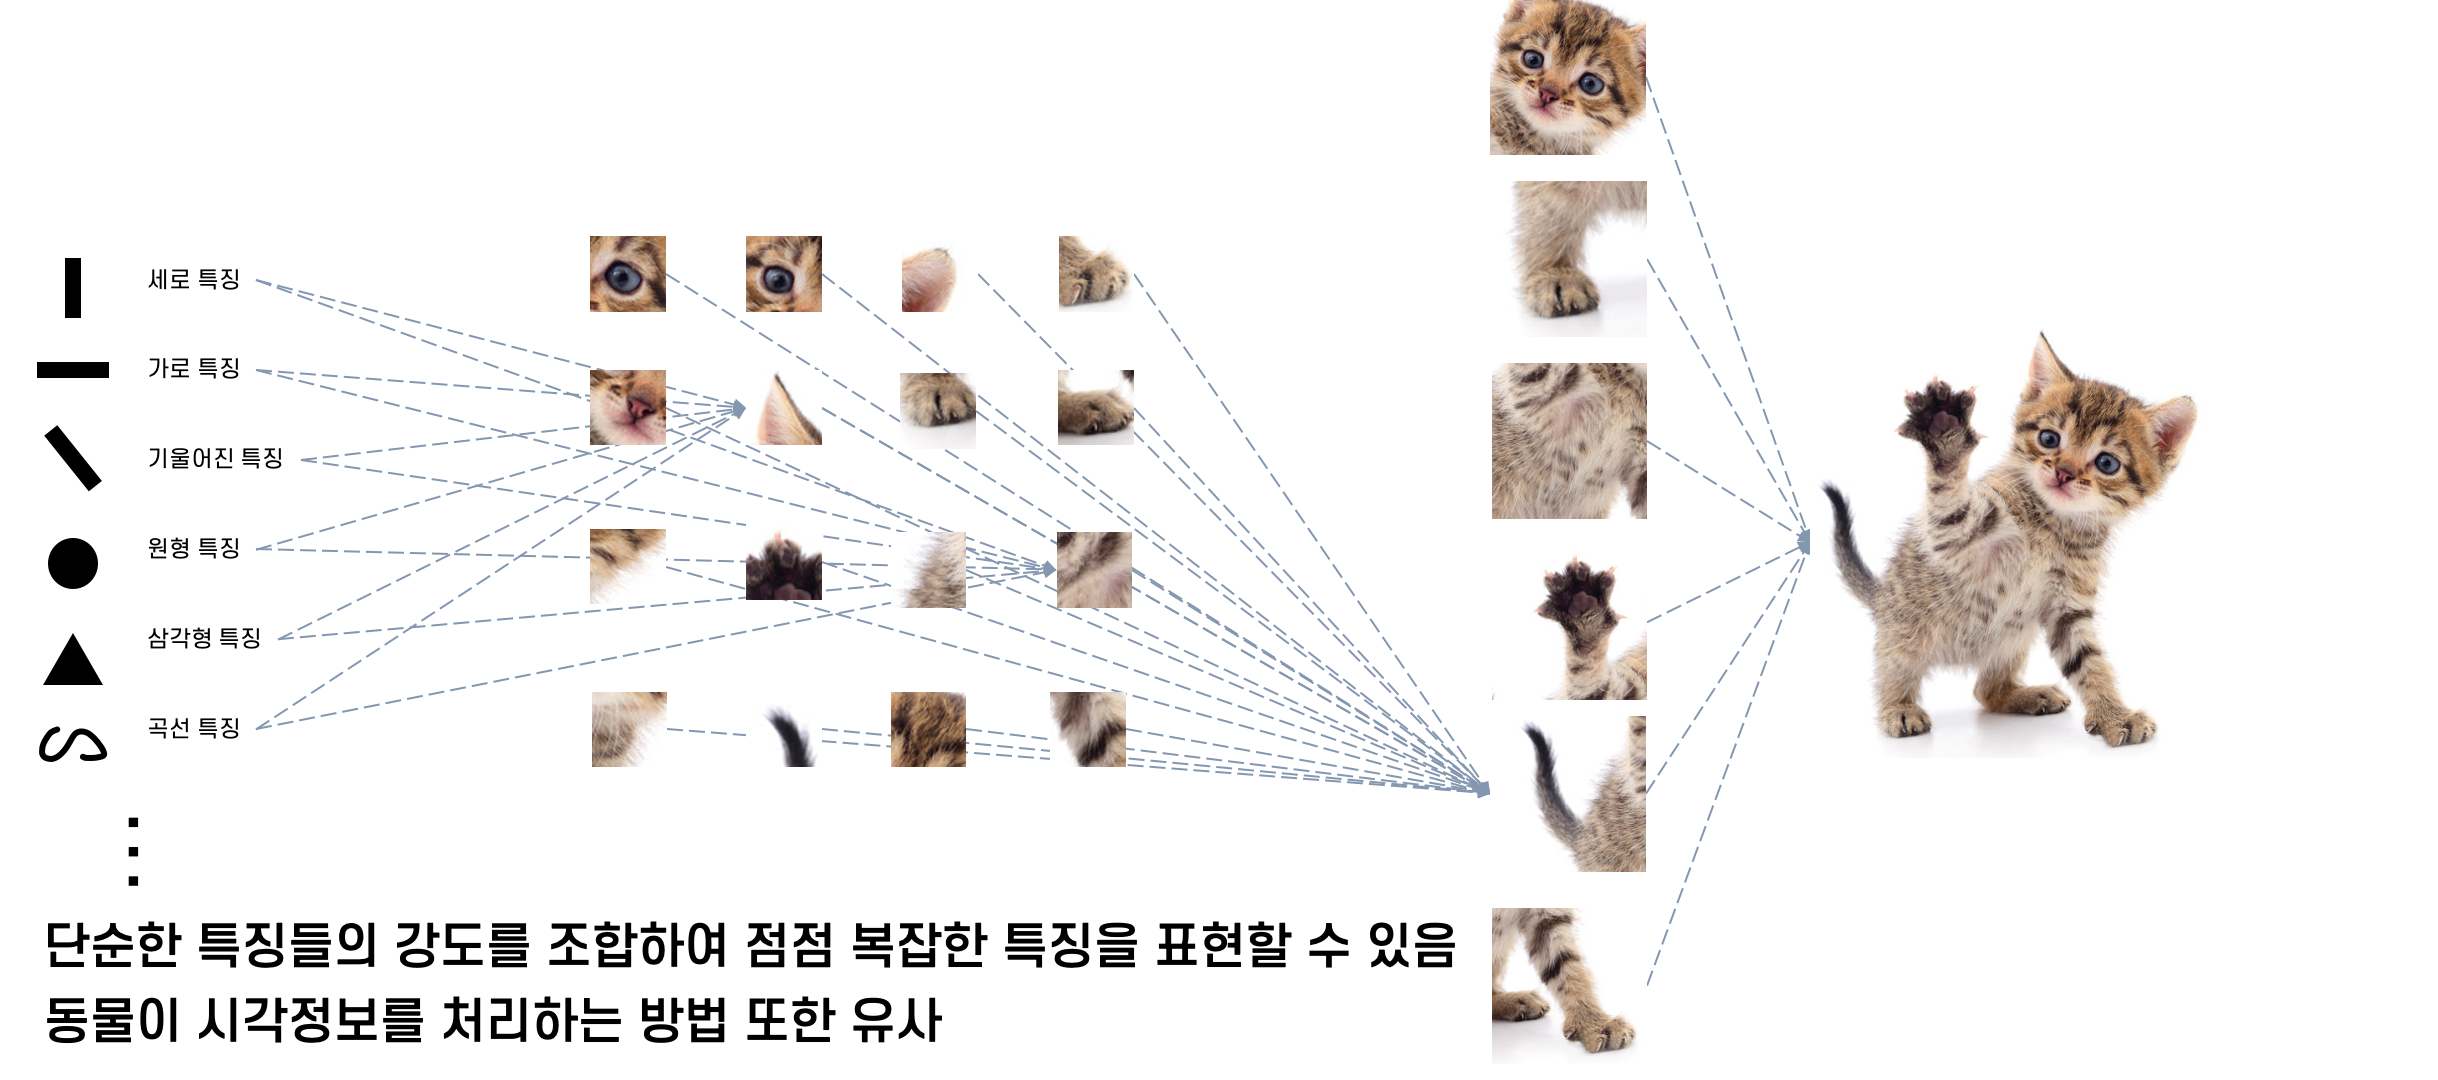 세로 특징
가로 특징
기울어진 특징
원형 특징
삼각형 특징
곡선 특징
단순한 특징들의 강도를 조합하여 점점 복잡한 특징을 표현할 수 있음
동물이 시각정보를 처리하는 방법 또한 유사